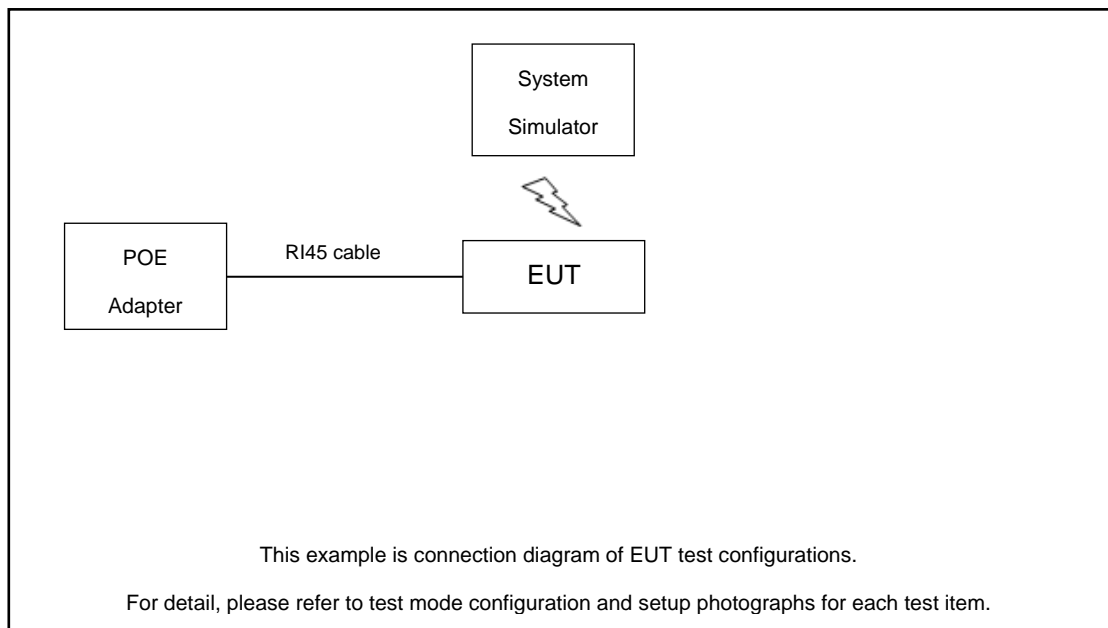 System
Simulator
POE
Adapter
RI45 cable
EUT
This example is connection diagram of EUT test configurations.
For detail, please refer to test mode configuration and setup photographs for each test item.